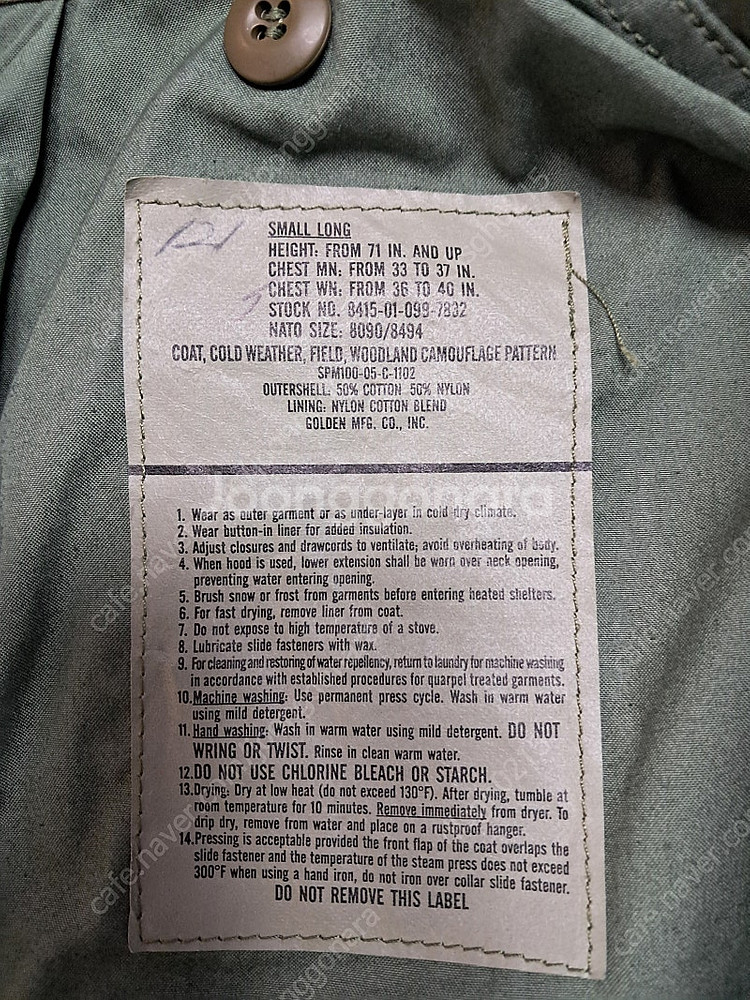 SMALL LONG
HEIGHT: FROM 71 IN. AND UP
CHEST MN: FROM 33 TO 37 IN.
CHEST WN: FROM 36 TO 40 IN.
STOCK NO. 8415-01-099-7832
NATO SIZE: 8090/8494
COAT, COLD WEATHER, FIELD, WOODLAND CAMOUFLAGE PATTERN
SPM100-05-C-1102
OUTERSHELL: 50% COTTON 50% NYLON
LINING: NYLON COTTON BLEND
GOLDEN MFG. CO., INC.
Joonggonara
1. Wear as outer garment or as under-layer in cold dry climate.
2. Wear button-in liner for added insulation.
3. Adjust closures and drawcords to ventilate; avoid overheating of body.
4. When hood is used, lower extension shall be worn over neck opening,
preventing water entering opening.
5. Brush snow or frost from garments before entering heated shelters.
6. For fast drying, remove liner from coat.
7. Do not expose to high temperature of a stove.
8. Lubricate slide fasteners with wax.
9. For cleaning and restoring of water repellency, return to laundry for machine washing
in accordance with established procedures for quarpel treated garments.
10. Machine washing: Use permanent press cycle. Wash in warm water
using mild detergent.
11. Hand washing: Wash in warm water using mild detergent. DO NOT
WRING OR TWIST. Rinse in clean warm water.
12. DO NOT USE CHLORINE BLEACH OR STARCH.
13. Drying: Dry at low heat (do not exceed 130°F). After drying, tumble at
room temperature for 10 minutes. Remove immediately from dryer. To
drip dry, remove from water and place on a rustproof hanger.
14. Pressing is acceptable provided the front flap of the coat overlaps the
slide fastener and the temperature of the steam press does not exceed
300°F when using a hand iron, do not iron over collar slide fastener.
DO NOT REMOVE THIS LABEL